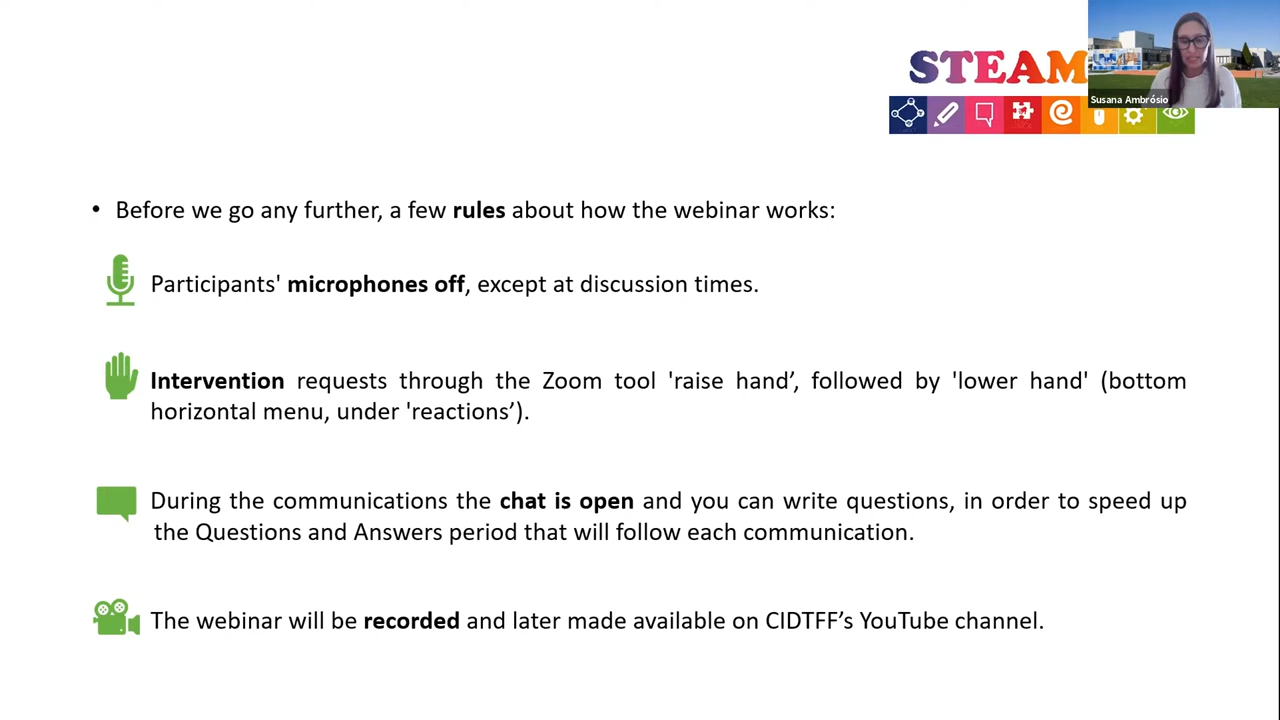 STEAM
Susana Ambrósio
• Before we go any further, a few rules about how the webinar works:
Participants' microphones off, except at discussion times.
Intervention requests through the Zoom tool 'raise hand’, followed by 'lower hand' (bottom
horizontal menu, under 'reactions’).
During the communications the chat is open and you can write questions, in order to speed up
the Questions and Answers period that will follow each communication.
The webinar will be recorded and later made available on CIDTFF’s YouTube channel.